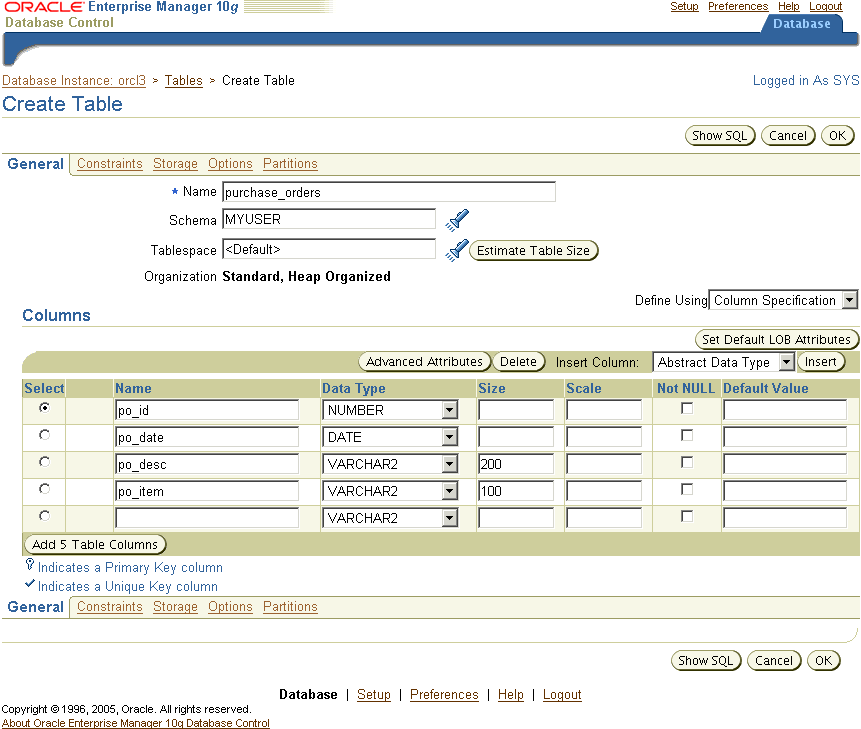 ORACLE Enterprise Manager 10g
Setup Preferences Help Logout
Database Control
Database
Database Instance: orcl3 > Tables > Create Table
Logged in As SYS
Create Table
Show SQL Cancel OK
General Constraints Storage Options Partitions
* Name purchase_orders
Schema MYUSER
Tablespace <Default> Estimate Table Size
Organization Standard, Heap Organized
Define Using Column Specification
Columns
Set Default LOB Attributes
Advanced Attributes Delete Insert Column: Abstract Data Type Insert
Select Name Data Type Size Scale Not NULL Default Value
po_id NUMBER
po_date DATE
po_desc VARCHAR2 200
po_item VARCHAR2 100
VARCHAR2
Add 5 Table Columns
Indicates a Primary Key column
Indicates a Unique Key column
General Constraints Storage Options Partitions
Show SQL Cancel OK
Database | Setup | Preferences | Help | Logout
Copyright © 1996, 2005, Oracle. All rights reserved.
About Oracle Enterprise Manager 10g Database Control